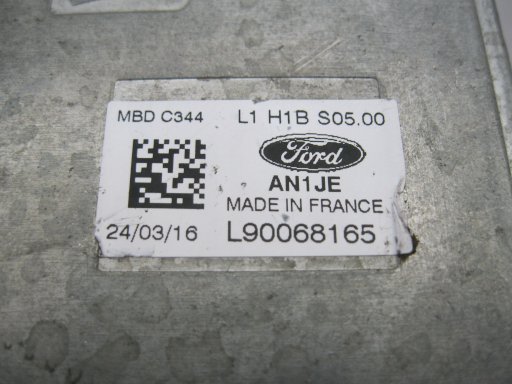 MBD C344 L1 H1B S05.00
Ford
AN1JE
MADE IN FRANCE
24/03/16 L90068165